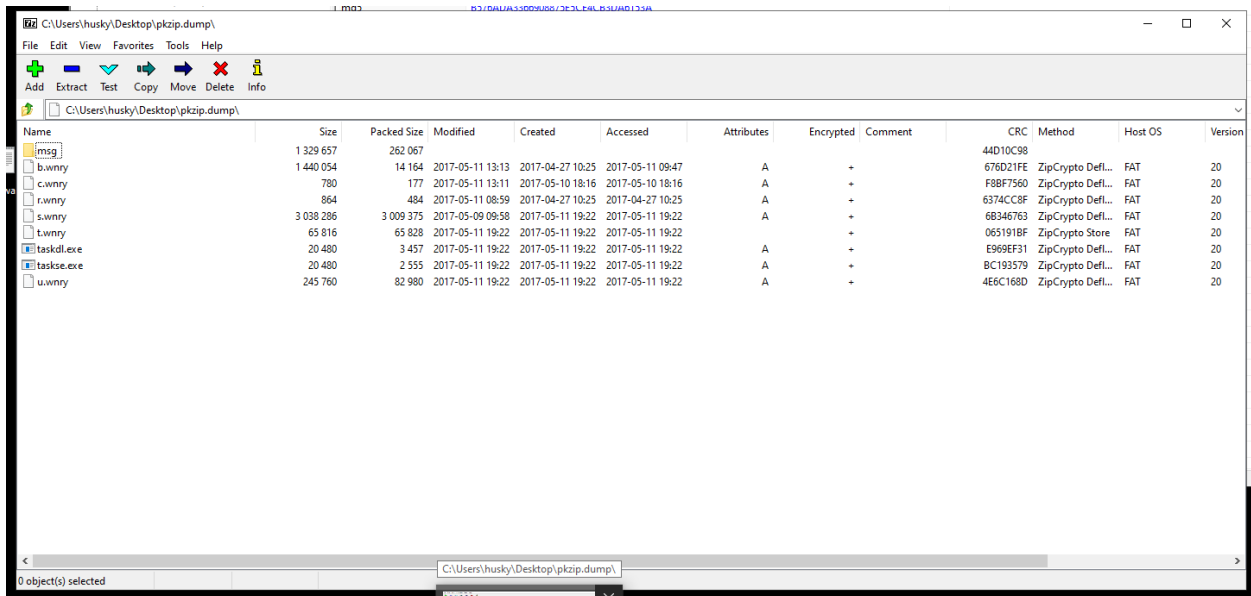 1 md5 B576ADA3366908875E5CE4CB3DA6153A
7z C:\Users\husky\Desktop\pkzip.dump\
File Edit View Favorites Tools Help
Add Extract Test Copy Move Delete Info
C:\Users\husky\Desktop\pkzip.dump\
Name Size Packed Size Modified Created Accessed Attributes Encrypted Comment CRC Method Host OS Version
msg 1 329 657 262 067 44D10C98
b.wnry 1 440 054 14 164 2017-05-11 13:13 2017-04-27 10:25 2017-05-11 09:47 A + 676D21FE ZipCrypto Defl... FAT 20
c.wnry 780 177 2017-05-11 13:11 2017-05-10 18:16 2017-05-10 18:16 A + F8BF7560 ZipCrypto Defl... FAT 20
r.wnry 864 484 2017-05-11 08:59 2017-04-27 10:25 2017-04-27 10:25 A + 6374CC8F ZipCrypto Defl... FAT 20
s.wnry 3 038 286 3 009 375 2017-05-09 09:58 2017-05-11 19:22 2017-05-11 19:22 A + 6B346763 ZipCrypto Defl... FAT 20
t.wnry 65 816 65 828 2017-05-11 19:22 2017-05-11 19:22 2017-05-11 19:22 + 065191BF ZipCrypto Store FAT 20
taskdl.exe 20 480 3 457 2017-05-11 19:22 2017-05-11 19:22 2017-05-11 19:22 A + E969EF31 ZipCrypto Defl... FAT 20
taskse.exe 20 480 2 555 2017-05-11 19:22 2017-05-11 19:22 2017-05-11 19:22 A + BC193579 ZipCrypto Defl... FAT 20
u.wnry 245 760 82 980 2017-05-11 19:22 2017-05-11 19:22 2017-05-11 19:22 A + 4E6C168D ZipCrypto Defl... FAT 20
C:\Users\husky\Desktop\pkzip.dump\
0 object(s) selected